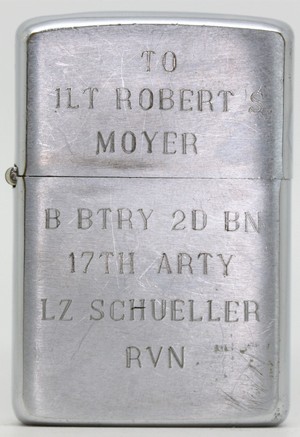 TO
1LT ROBERT S.
MOYER
B BTRY 2D BN
17TH ARTY
LZ SCHUELLER
RVN